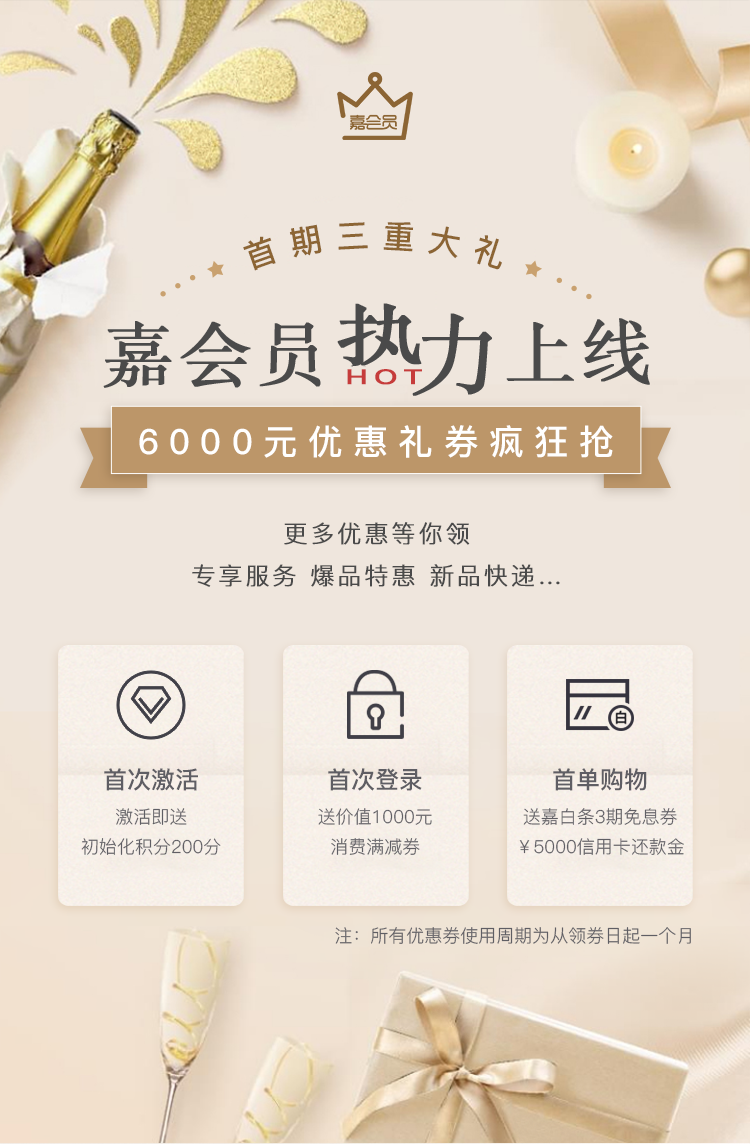 嘉会员
首期三重大礼
嘉会员热力上线
HOT
6000元优惠礼券疯狂抢
更多优惠等你领
专享服务 爆品特惠 新品快递...
白
首次激活
激活即送
初始化积分200分
首次登录
送价值1000元
消费满减券
首单购物
送嘉白条3期免息券
￥5000信用卡还款金
注：所有优惠券使用周期为从领券日起一个月